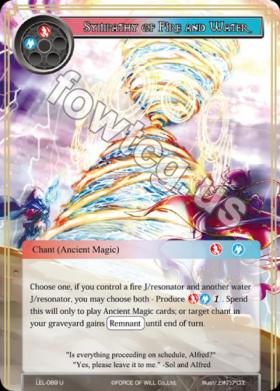 Sympathy of Fire and Water
1
fowtcg.us
Chant (Ancient Magic)
Choose one, if you control a fire J/resonator and another water
J/resonator, you may choose both - Produce 1 . Spend
this will only to play Ancient Magic cards; or target chant in
your graveyard gains Remnant until end of turn.
"Is everything proceeding on schedule, Alfred?"
"Yes, please leave it to me." -Sol and Alfred
LEL-089 U
©FORCE OF WILL Co.,Ltd.
Illust/